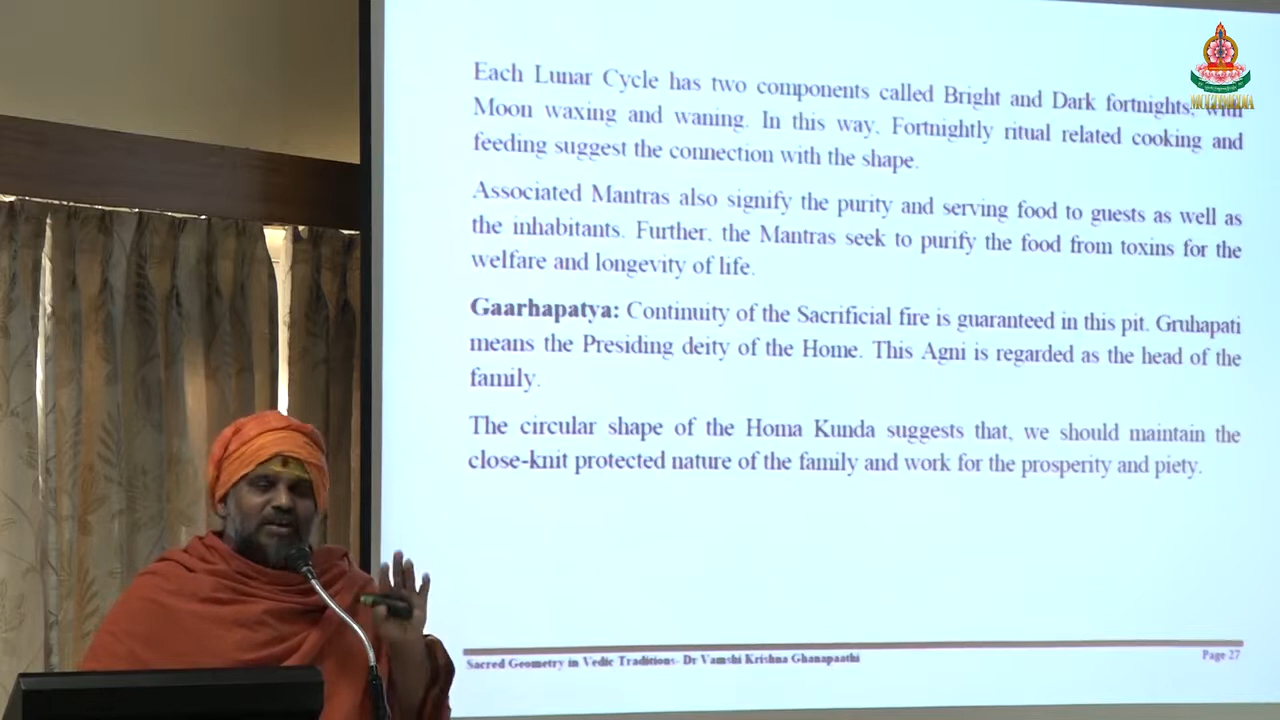 Each Lunar Cycle has two components called Bright and Dark fortnights, with
MULTIMEDIA
Moon waxing and waning. In this way, Fortnightly ritual related cooking and
feeding suggest the connection with the shape.
Associated Mantras also signify the purity and serving food to guests as well as
the inhabitants. Further, the Mantras seek to purify the food from toxins for the
welfare and longevity of life.
Gaarhapatya: Continuity of the Sacrificial fire is guaranteed in this pit. Gruhapati
means the Presiding deity of the Home. This Agni is regarded as the head of the
family.
The circular shape of the Homa Kunda suggests that, we should maintain the
close-knit protected nature of the family and work for the prosperity and piety.
Sacred Geometry in Vedic Traditions- Dr Vamshi Krishna Ghanapaathi
Page 27